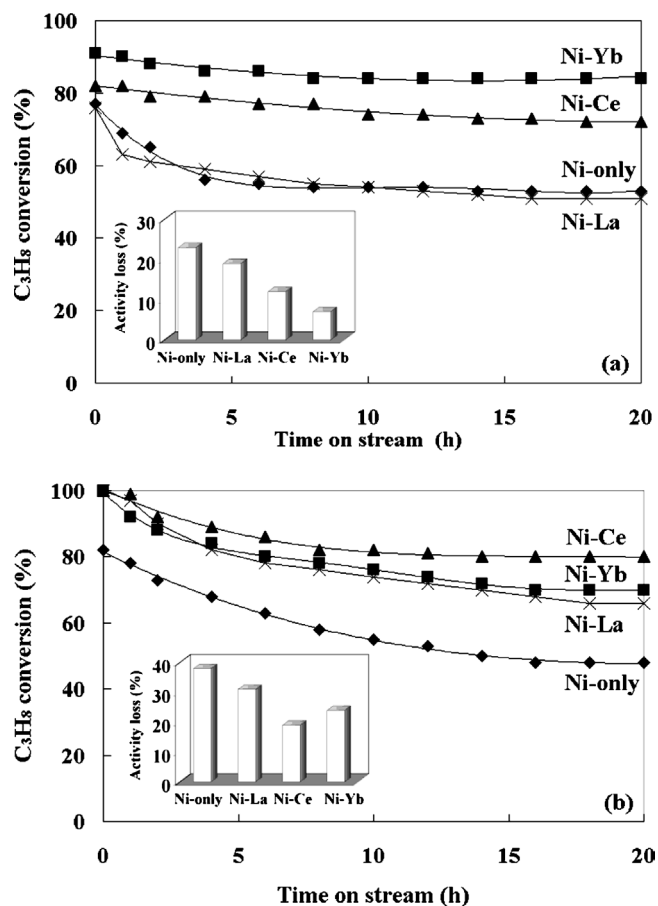 (a)
C₃H₈ conversion (%)
100
80
60
40
20
0
Ni-Yb
Ni-Ce
Ni-only
Ni-La
Activity loss (%)
30
20
10
0
Ni-only Ni-La Ni-Ce Ni-Yb
(a)
0 5 10 15 20
Time on stream (h)
(b)
C₃H₈ conversion (%)
100
80
60
40
20
0
Ni-Ce
Ni-Yb
Ni-La
Ni-only
Activity loss (%)
40
30
20
10
0
Ni-only Ni-La Ni-Ce Ni-Yb
(b)
0 5 10 15 20
Time on stream (h)